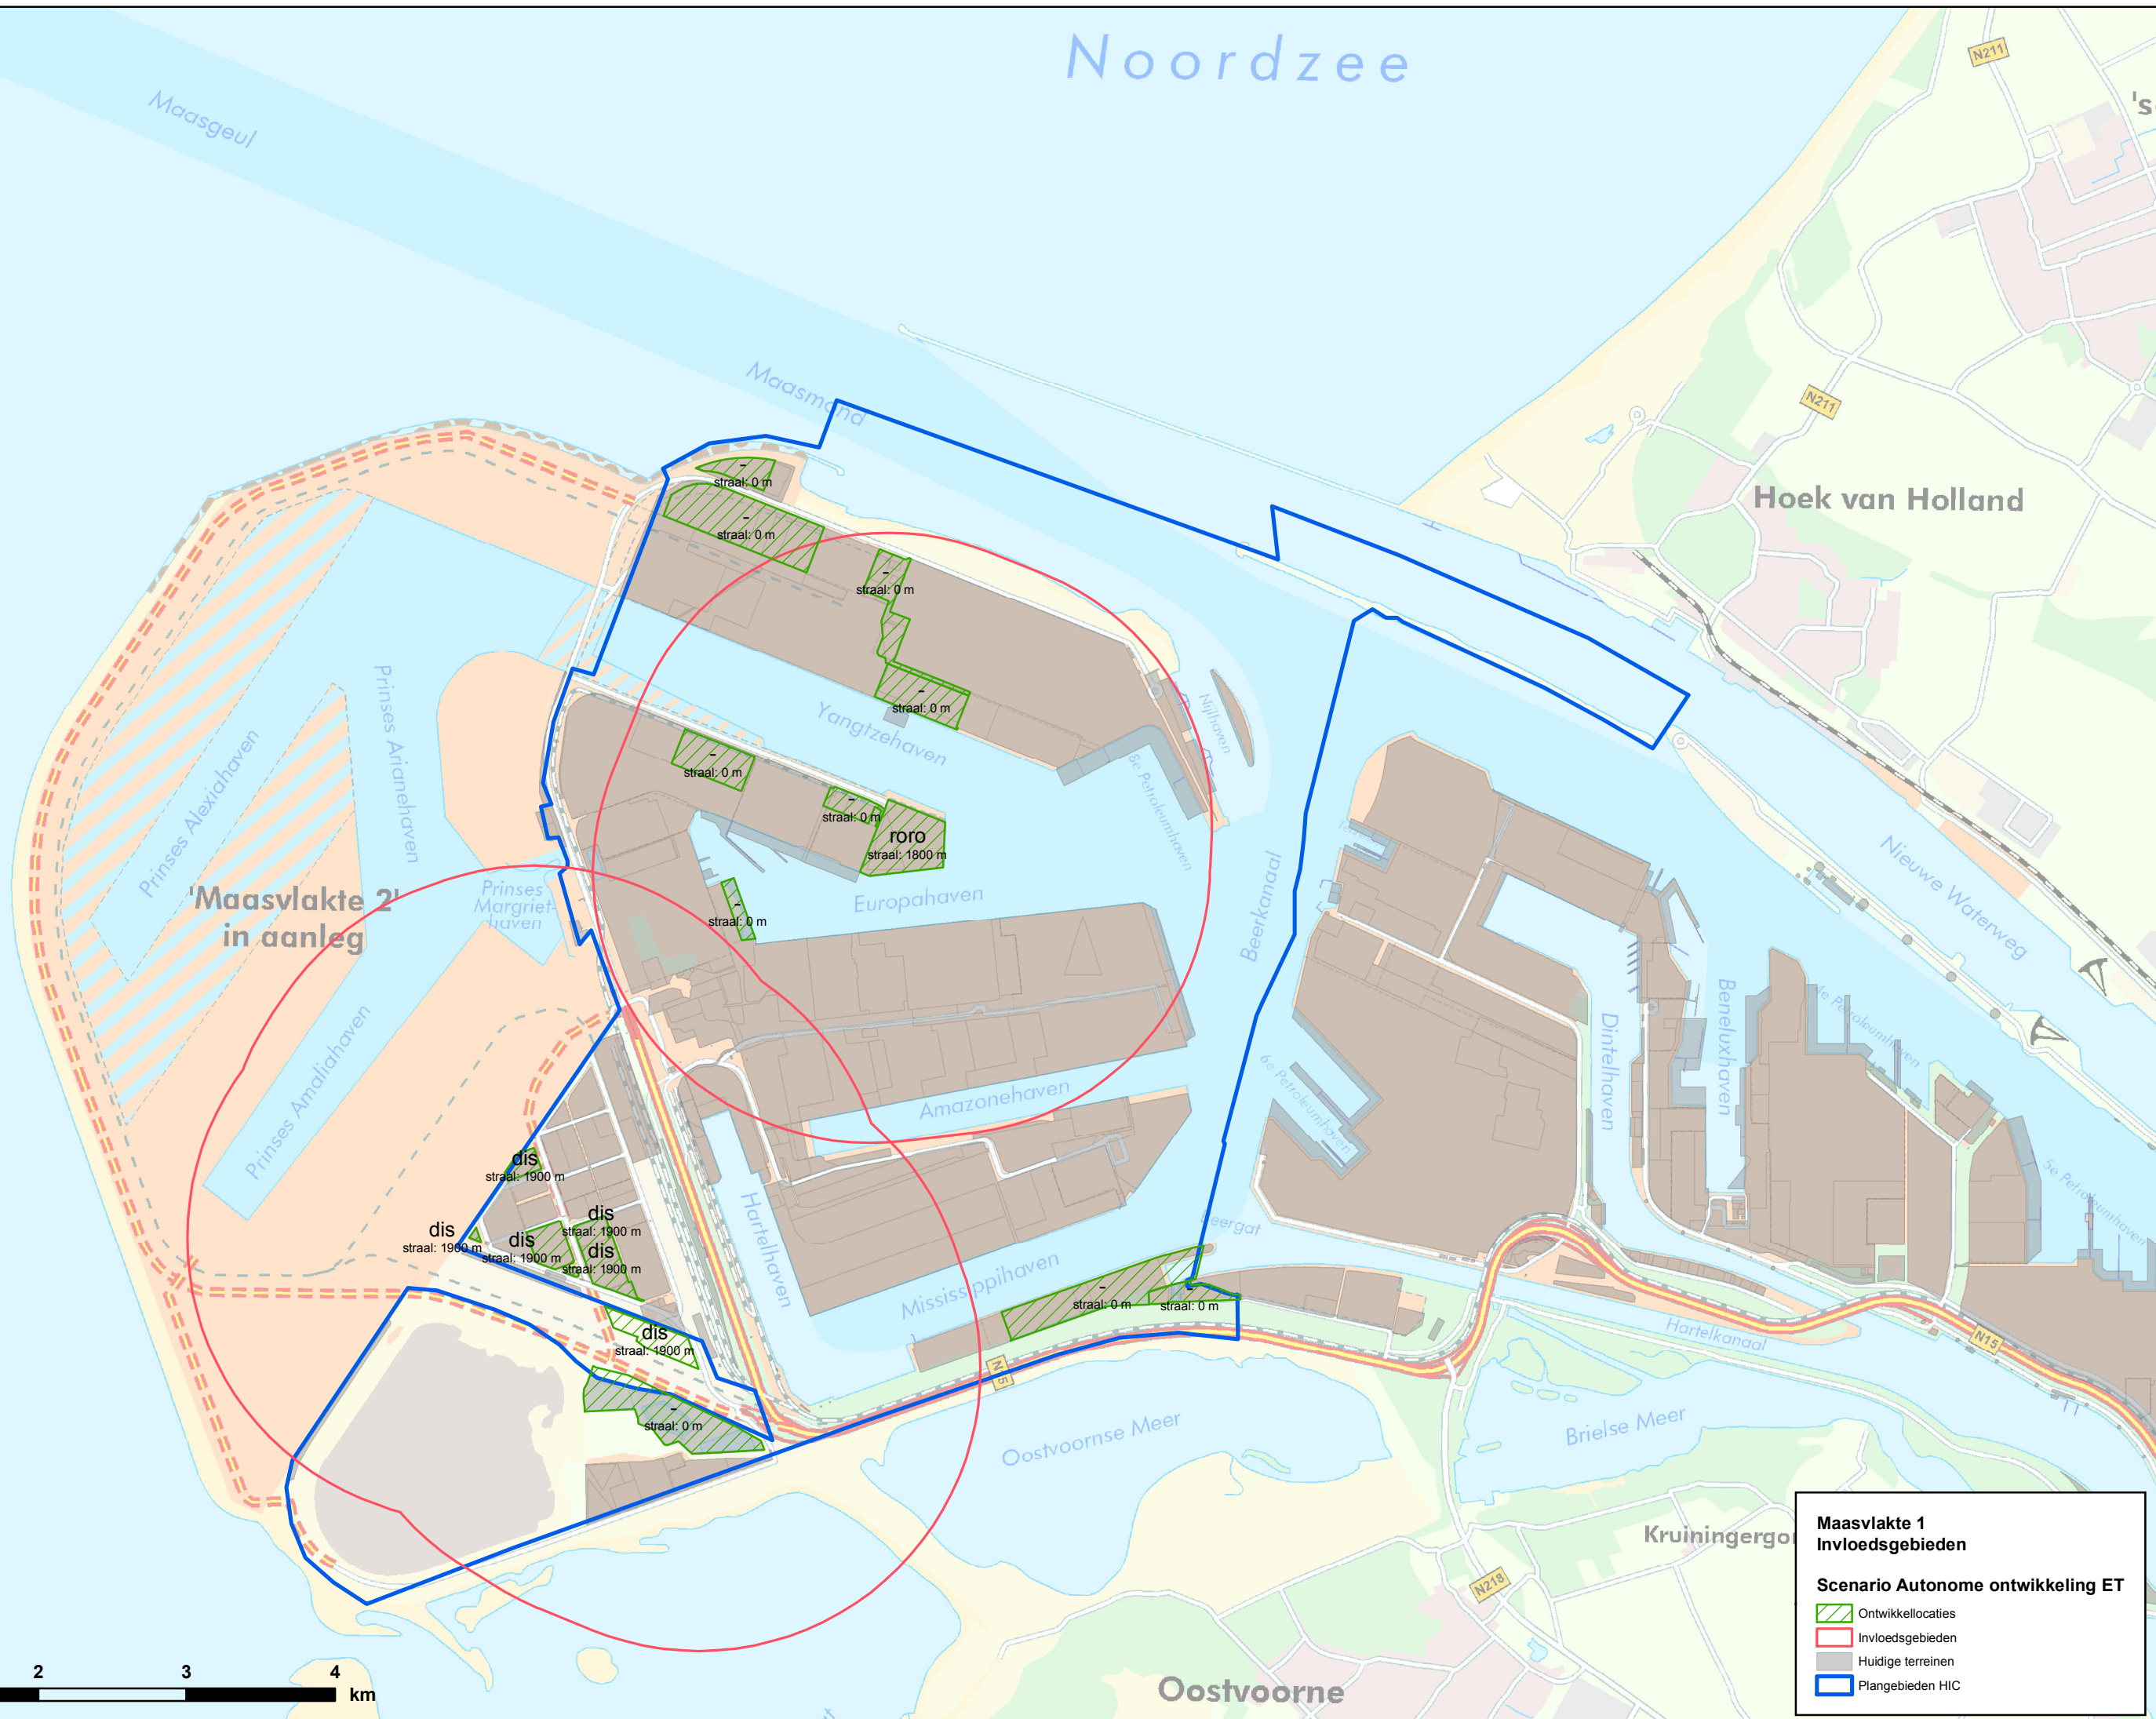 Noordzee
N211
's
Maasgeul
Maasmond
N211
Hoek van Holland
-
straal: 0 m
-
straal: 0 m
-
straal: 0 m
-
straal: 0 m
Yangtzehaven
Nijlhaven
8e Petroleumhaven
-
straal: 0 m
-
straal: 0 m
roro
straal: 1800 m
Prinses Arianehaven
Prinses Alexiahaven
'Maasvlakte 2'
in aanleg
Prinses
Margriet-
haven
-
straal: 0 m
Europahaven
Beerkanaal
Nieuwe Waterweg
Prinses Amaliahaven
Amazonehaven
6e Petroleumhaven
Dintelhaven
Beneluxhaven
4e Petroleumhaven
5e Petroleumhaven
dis
straal: 1900 m
dis
straal: 1900 m
dis
straal: 1900 m
dis
straal: 1900 m
dis
straal: 1900 m
Hartelhaven
Beergat
Mississippihaven
-
straal: 0 m
-
straal: 0 m
dis
straal: 1900 m
Hartelkanaal
N15
N15
-
straal: 0 m
Oostvoornse Meer
Brielse Meer
N218
Oostvoorne
Maasvlakte 1
Invloedsgebieden
Scenario Autonome ontwikkeling ET
Ontwikkellocaties
Invloedsgebieden
Huidige terreinen
Plangebieden HIC
2 3 4
km